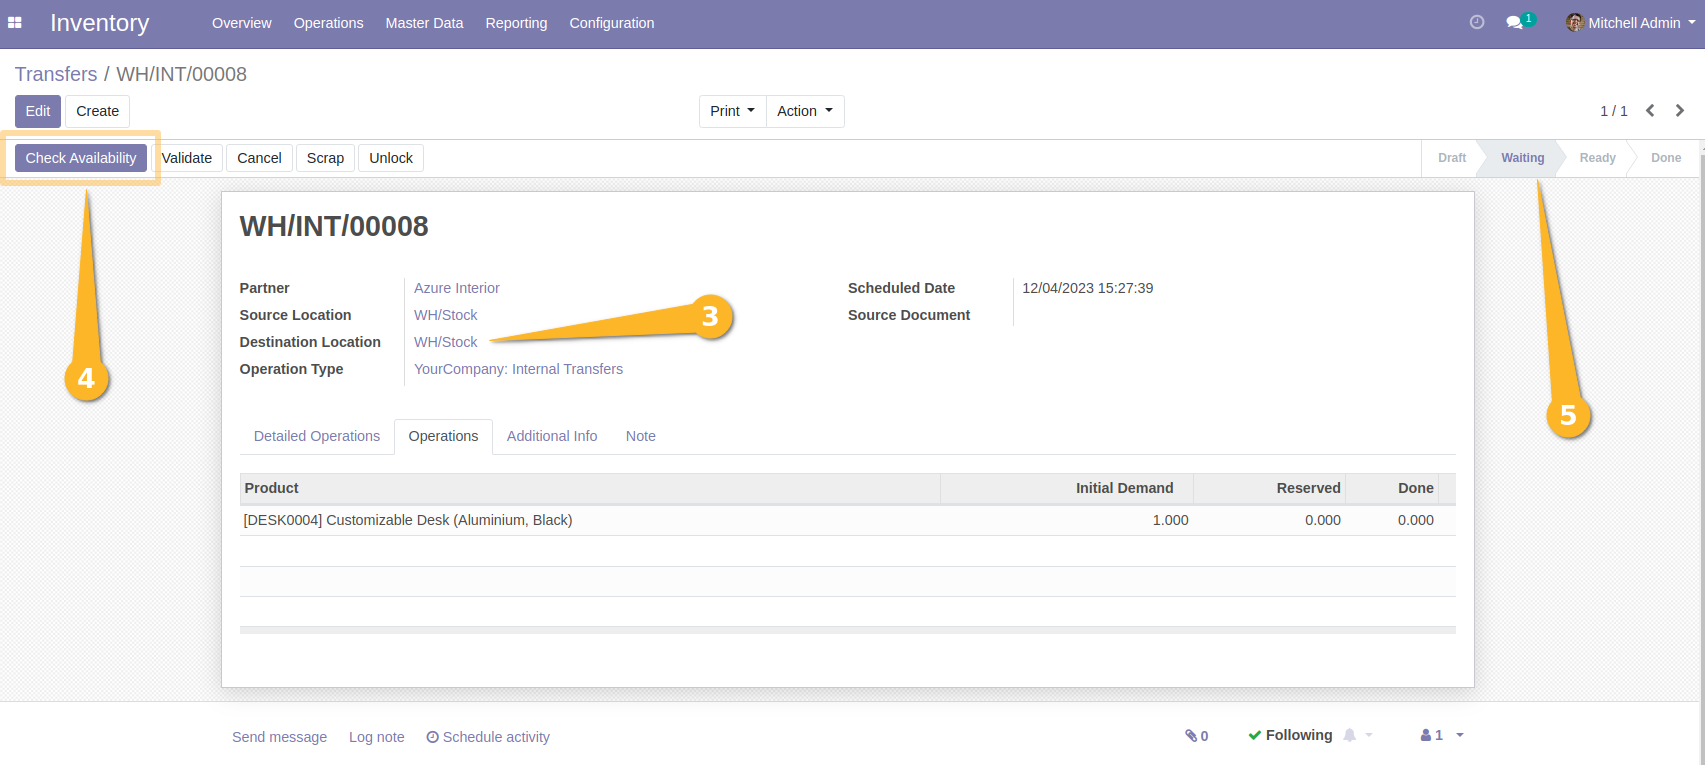 Inventory Overview Operations Master Data Reporting Configuration 1 Mitchell Admin
Transfers / WH/INT/00008
Edit Create Print Action 1 / 1
Check Availability Validate Cancel Scrap Unlock Draft Waiting Ready Done
WH/INT/00008
Partner Azure Interior Scheduled Date 12/04/2023 15:27:39
Source Location WH/Stock 3 Source Document
Destination Location WH/Stock
Operation Type YourCompany: Internal Transfers
4
5
Detailed Operations Operations Additional Info Note
Product Initial Demand Reserved Done
[DESK0004] Customizable Desk (Aluminium, Black) 1.000 0.000 0.000
Send message Log note Schedule activity 0 Following 1